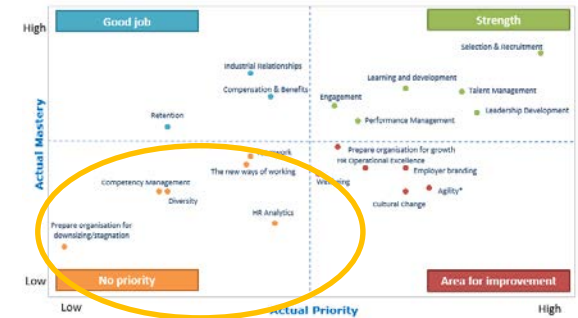 High
Good job
Strength
Selection & Recruitment
Industrial Relationships
Learning and development
Compensation & Benefits
Engagement
Talent Management
Leadership Development
Performance Management
Retention
Actual Mastery
Prepare organisation for growth
HR Operational Excellence
The new ways of working
Employer branding
Competency Management
Diversity
Agility*
Cultural Change
HR Analytics
Prepare organisation for
downsizing/stagnation
Low
No priority
Area for improvement
Low
Actual Priority
High